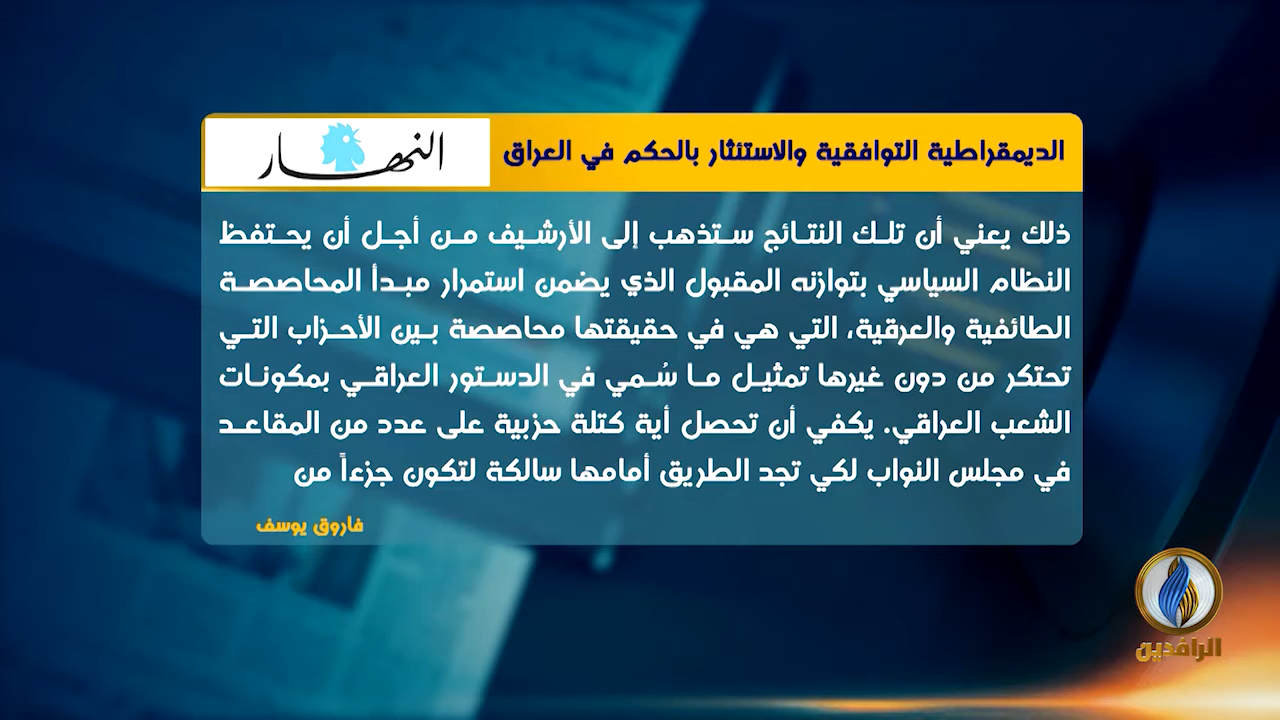 الديمقراطية التوافقية والاستئثار بالحكم في العراق
النهار
ذلك يعني أن تلك النتائج ستذهب إلى الأرشيف من أجل أن يحتفظ
النظام السياسي بتوازنه المقبول الذي يضمن استمرار مبدأ المحاصصة
الطائفية والعرقية، التي هي في حقيقتها محاصصة بين الأحزاب التي
تحتكر من دون غيرها تمثيل ما سُمي في الدستور العراقي بمكونات
الشعب العراقي. يكفي أن تحصل أية كتلة حزبية على عدد من المقاعد
في مجلس النواب لكي تجد الطريق أمامها سالكة لتكون جزءاً من
فاروق يوسف
الرافدين